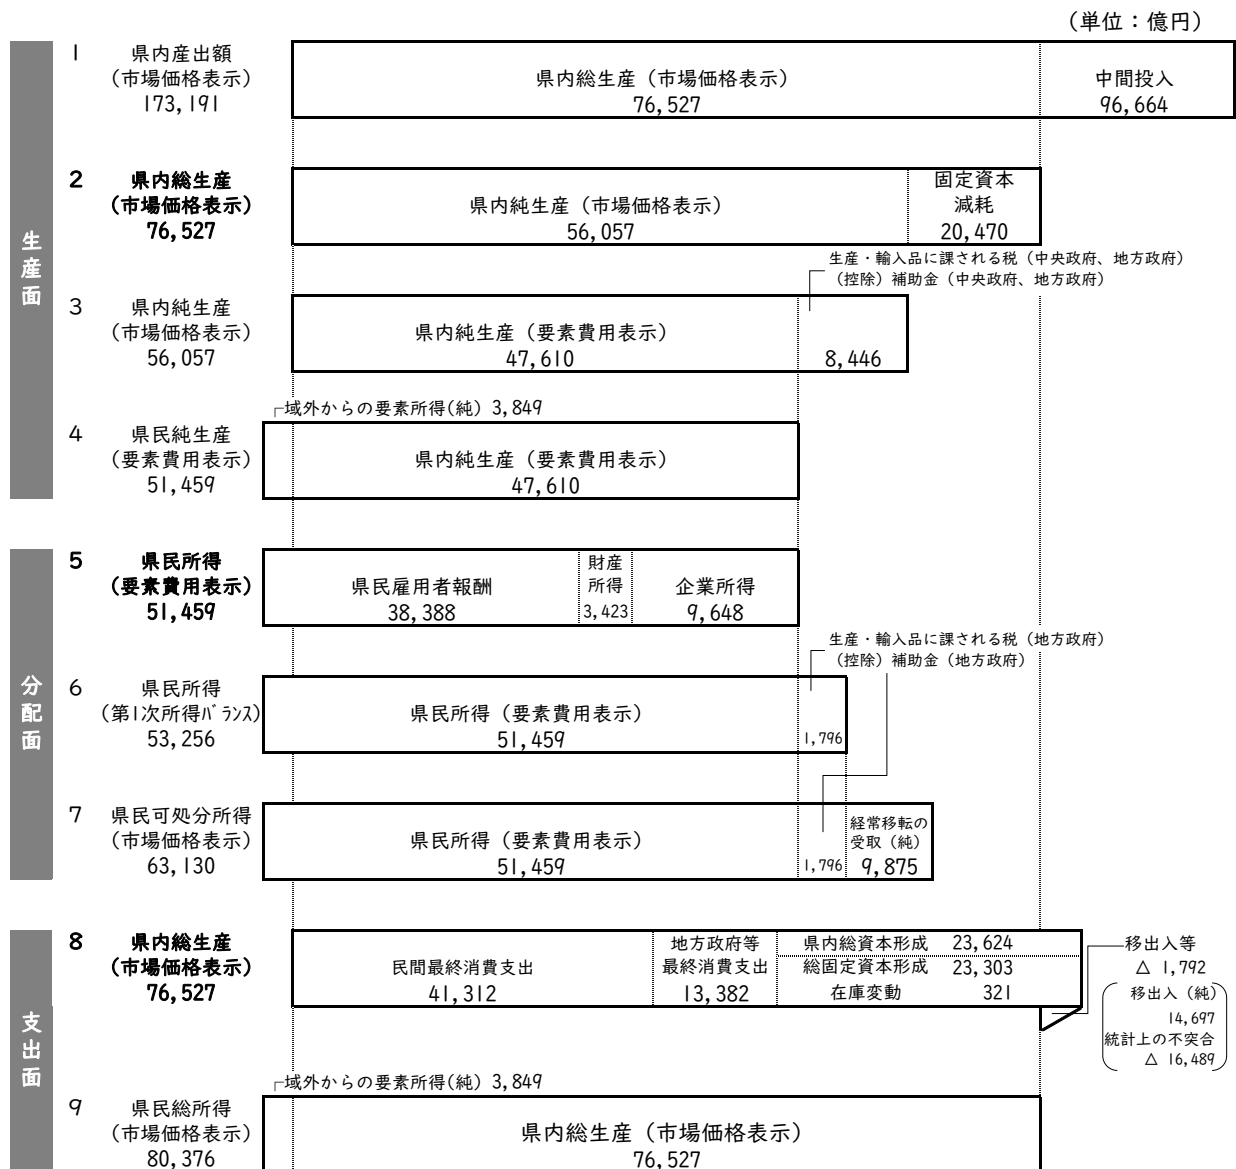 (単位：億円)
生産面
1 県内産出額
(市場価格表示)
173,191
県内総生産（市場価格表示）
76,527
中間投入
96,664
2 県内総生産
(市場価格表示)
76,527
県内純生産（市場価格表示）
56,057
固定資本
減耗
20,470
生産・輸入品に課される税（中央政府、地方政府）
（控除）補助金（中央政府、地方政府）
3 県内純生産
(市場価格表示)
56,057
県内純生産（要素費用表示）
47,610
8,446
域外からの要素所得(純) 3,849
4 県民純生産
(要素費用表示)
51,459
県内純生産（要素費用表示）
47,610
分配面
5 県民所得
(要素費用表示)
51,459
県民雇用者報酬
38,388
財産
所得
3,423
企業所得
9,648
生産・輸入品に課される税（地方政府）
（控除）補助金（地方政府）
6 県民所得
(第1次所得ﾊﾞﾗﾝｽ)
53,256
県民所得（要素費用表示）
51,459
1,796
7 県民可処分所得
(市場価格表示)
63,130
県民所得（要素費用表示）
51,459
1,796
経常移転の
受取（純）
9,875
支出面
8 県内総生産
(市場価格表示)
76,527
民間最終消費支出
41,312
地方政府等
最終消費支出
13,382
県内総資本形成 23,624
総固定資本形成 23,303
在庫変動 321
移出入等
△ 1,792
移出入（純）
14,697
統計上の不突合
△ 16,489
域外からの要素所得(純) 3,849
9 県民総所得
(市場価格表示)
80,376
県内総生産（市場価格表示）
76,527